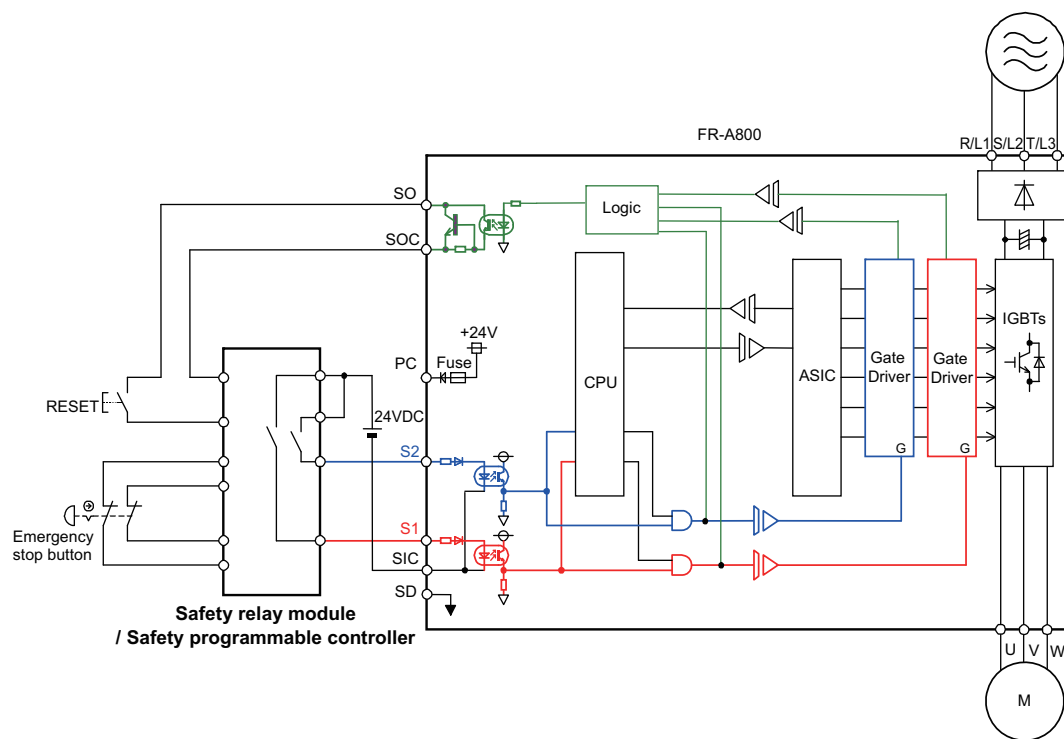 FR-A800
R/L1 S/L2 T/L3
SO
Logic
SOC
+24V
PC
Fuse
CPU
ASIC
Gate
Driver
G
Gate
Driver
G
IGBTs
RESET
24VDC
S2
S1
SIC
SD
Emergency
stop button
Safety relay module
/ Safety programmable controller
U V W
M